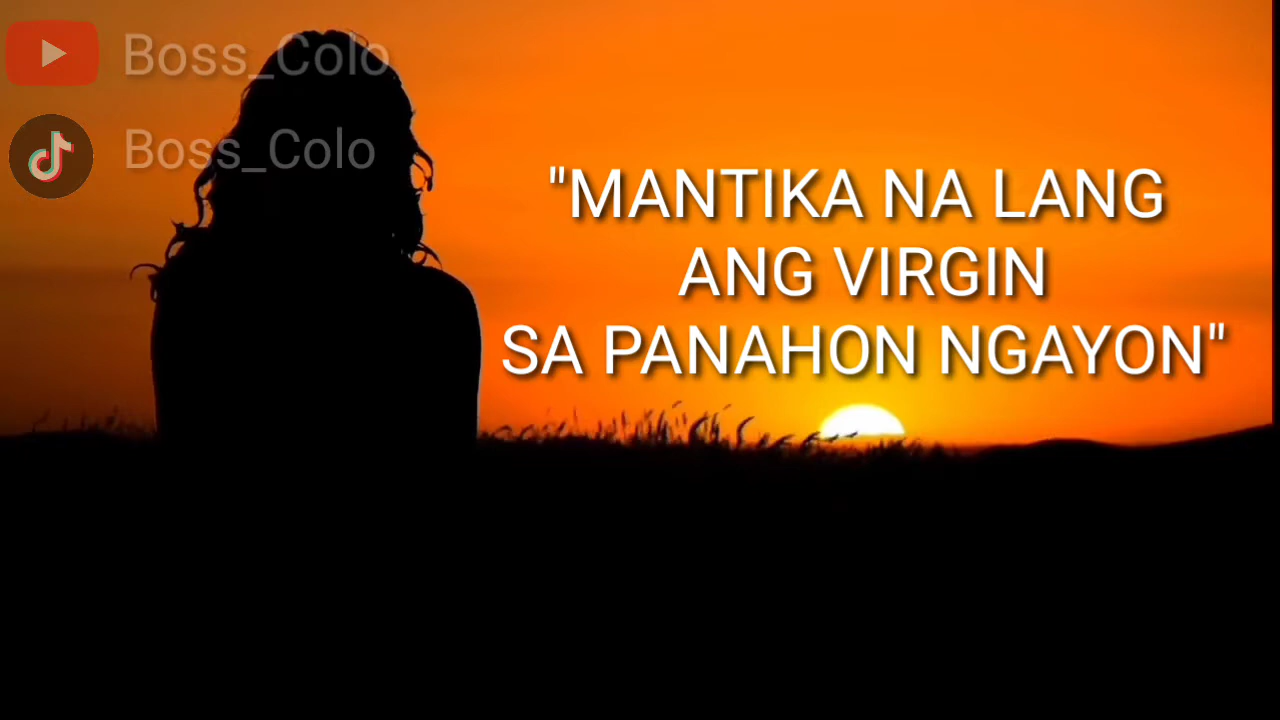 Boss_Colo
Boss_Colo
"MANTIKA NA LANG
ANG VIRGIN
SA PANAHON NGAYON"